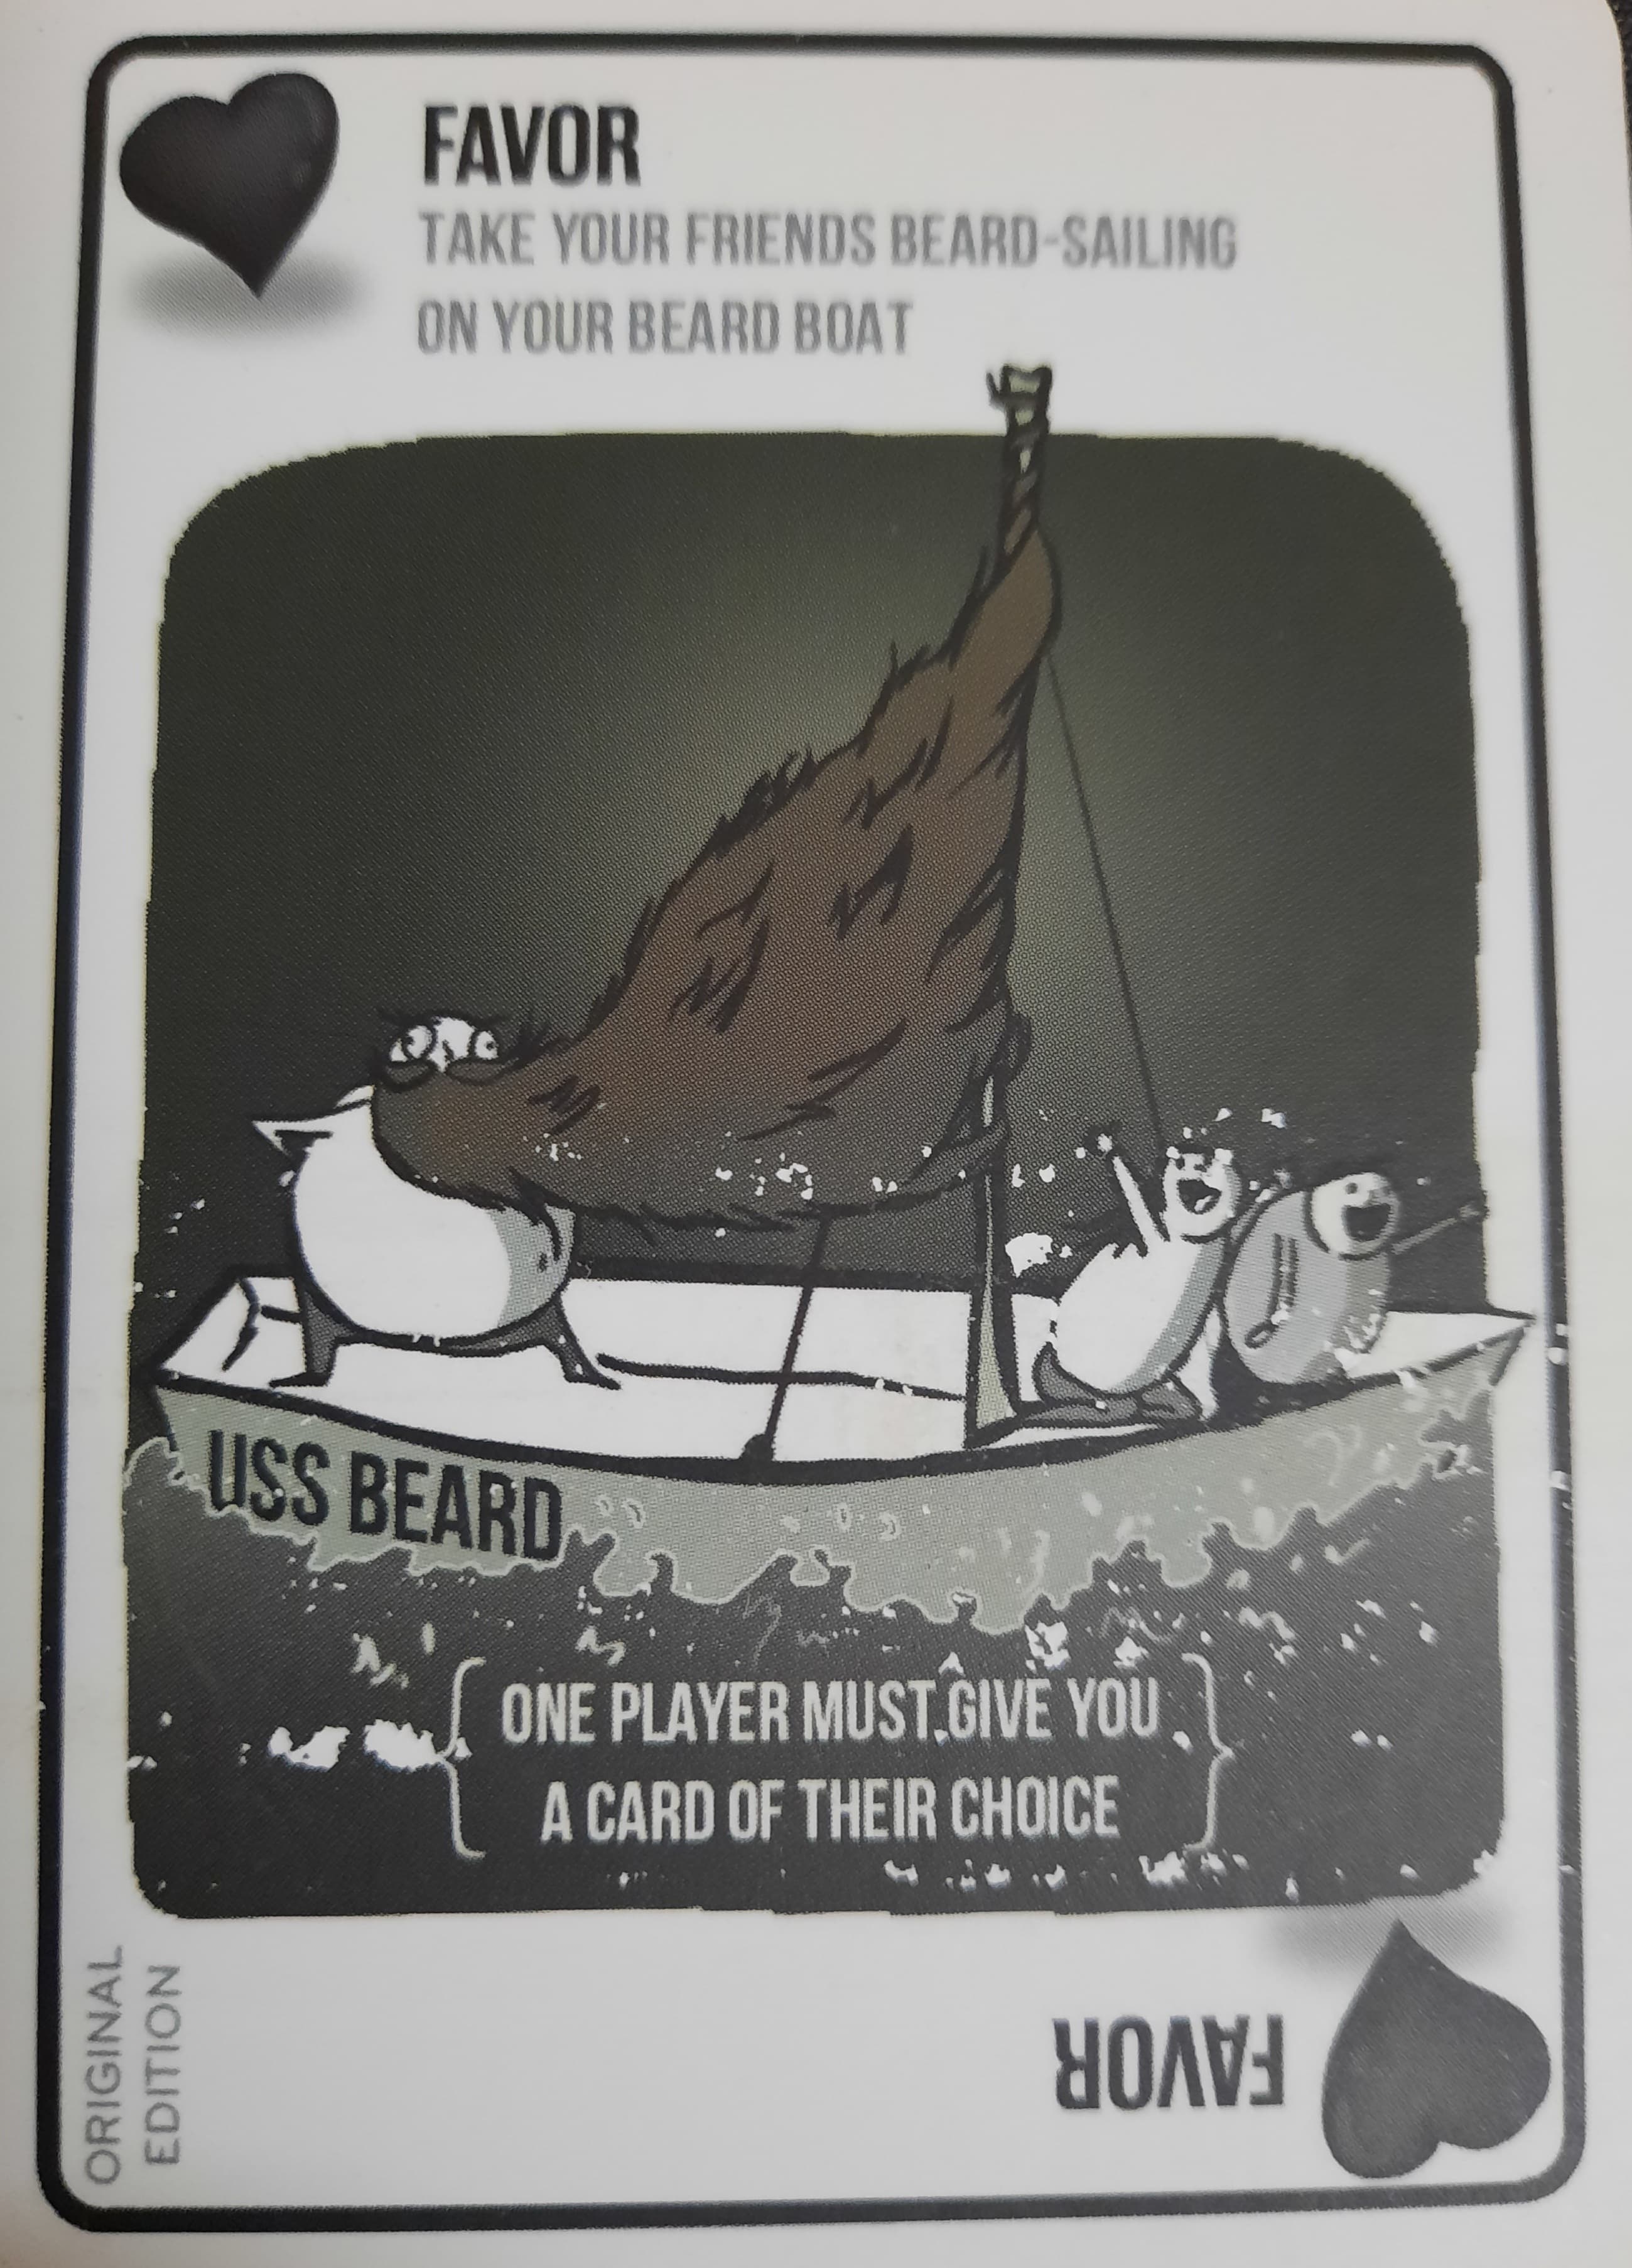 FAVOR
TAKE YOUR FRIENDS BEARD-SAILING
ON YOUR BEARD BOAT
USS BEARD
ONE PLAYER MUST GIVE YOU
A CARD OF THEIR CHOICE
ORIGINAL
EDITION
FAVOR